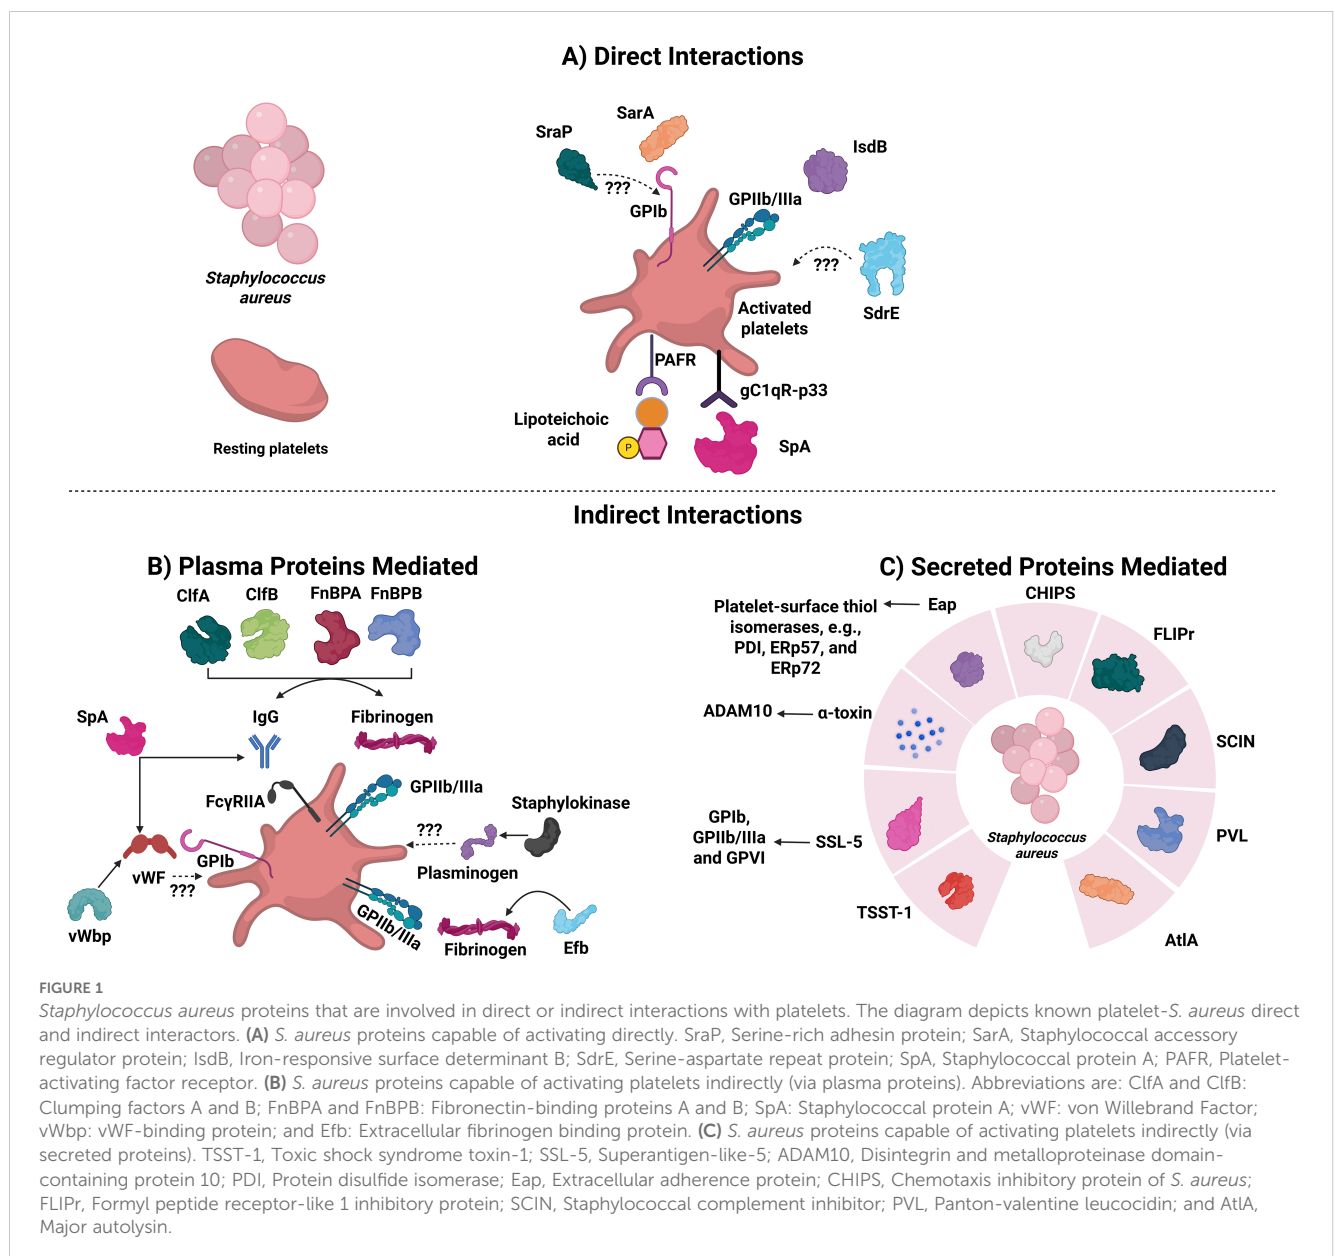 A) Direct Interactions
SarA
SraP
IsdB
???
GPIb
GPIIb/IIIa
???
SdrE
Staphylococcus
aureus
Activated
platelets
PAFR
gC1qR-p33
Lipoteichoic
acid
P
SpA
Resting platelets
Indirect Interactions
B) Plasma Proteins Mediated
ClfA
ClfB
FnBPA
FnBPB
SpA
IgG
Fibrinogen
FcγRIIA
GPIIb/IIIa
Staphylokinase
???
GPIb
Plasminogen
vWF
???
vWbp
GPIIb/IIIa
Fibrinogen
Efb
C) Secreted Proteins Mediated
Platelet-surface thiol
isomerases, e.g.,
PDI, ERp57, and
ERp72
Eap
CHIPS
FLIPr
ADAM10
α-toxin
SCIN
GPIb,
GPIIb/IIIa
and GPVI
SSL-5
Staphylococcus
aureus
PVL
TSST-1
AtlA
FIGURE 1
Staphylococcus aureus proteins that are involved in direct or indirect interactions with platelets. The diagram depicts known platelet-S. aureus direct
and indirect interactors. (A) S. aureus proteins capable of activating directly. SraP, Serine-rich adhesin protein; SarA, Staphylococcal accessory
regulator protein; IsdB, Iron-responsive surface determinant B; SdrE, Serine-aspartate repeat protein; SpA, Staphylococcal protein A; PAFR, Platelet-
activating factor receptor. (B) S. aureus proteins capable of activating platelets indirectly (via plasma proteins). Abbreviations are: ClfA and ClfB:
Clumping factors A and B; FnBPA and FnBPB: Fibronectin-binding proteins A and B; SpA: Staphylococcal protein A; vWF: von Willebrand Factor;
vWbp: vWF-binding protein; and Efb: Extracellular fibrinogen binding protein. (C) S. aureus proteins capable of activating platelets indirectly (via
secreted proteins). TSST-1, Toxic shock syndrome toxin-1; SSL-5, Superantigen-like-5; ADAM10, Disintegrin and metalloproteinase domain-
containing protein 10; PDI, Protein disulfide isomerase; Eap, Extracellular adherence protein; CHIPS, Chemotaxis inhibitory protein of S. aureus;
FLIPr, Formyl peptide receptor-like 1 inhibitory protein; SCIN, Staphylococcal complement inhibitor; PVL, Panton-valentine leucocidin; and AtlA,
Major autolysin.